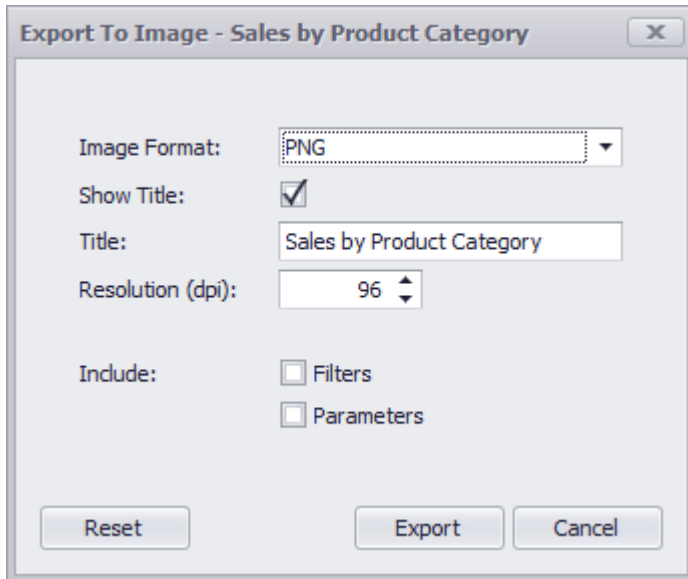 Export To Image - Sales by Product Category
Image Format: PNG
Show Title:
Title: Sales by Product Category
Resolution (dpi): 96
Include: Filters
Parameters
Reset Export Cancel